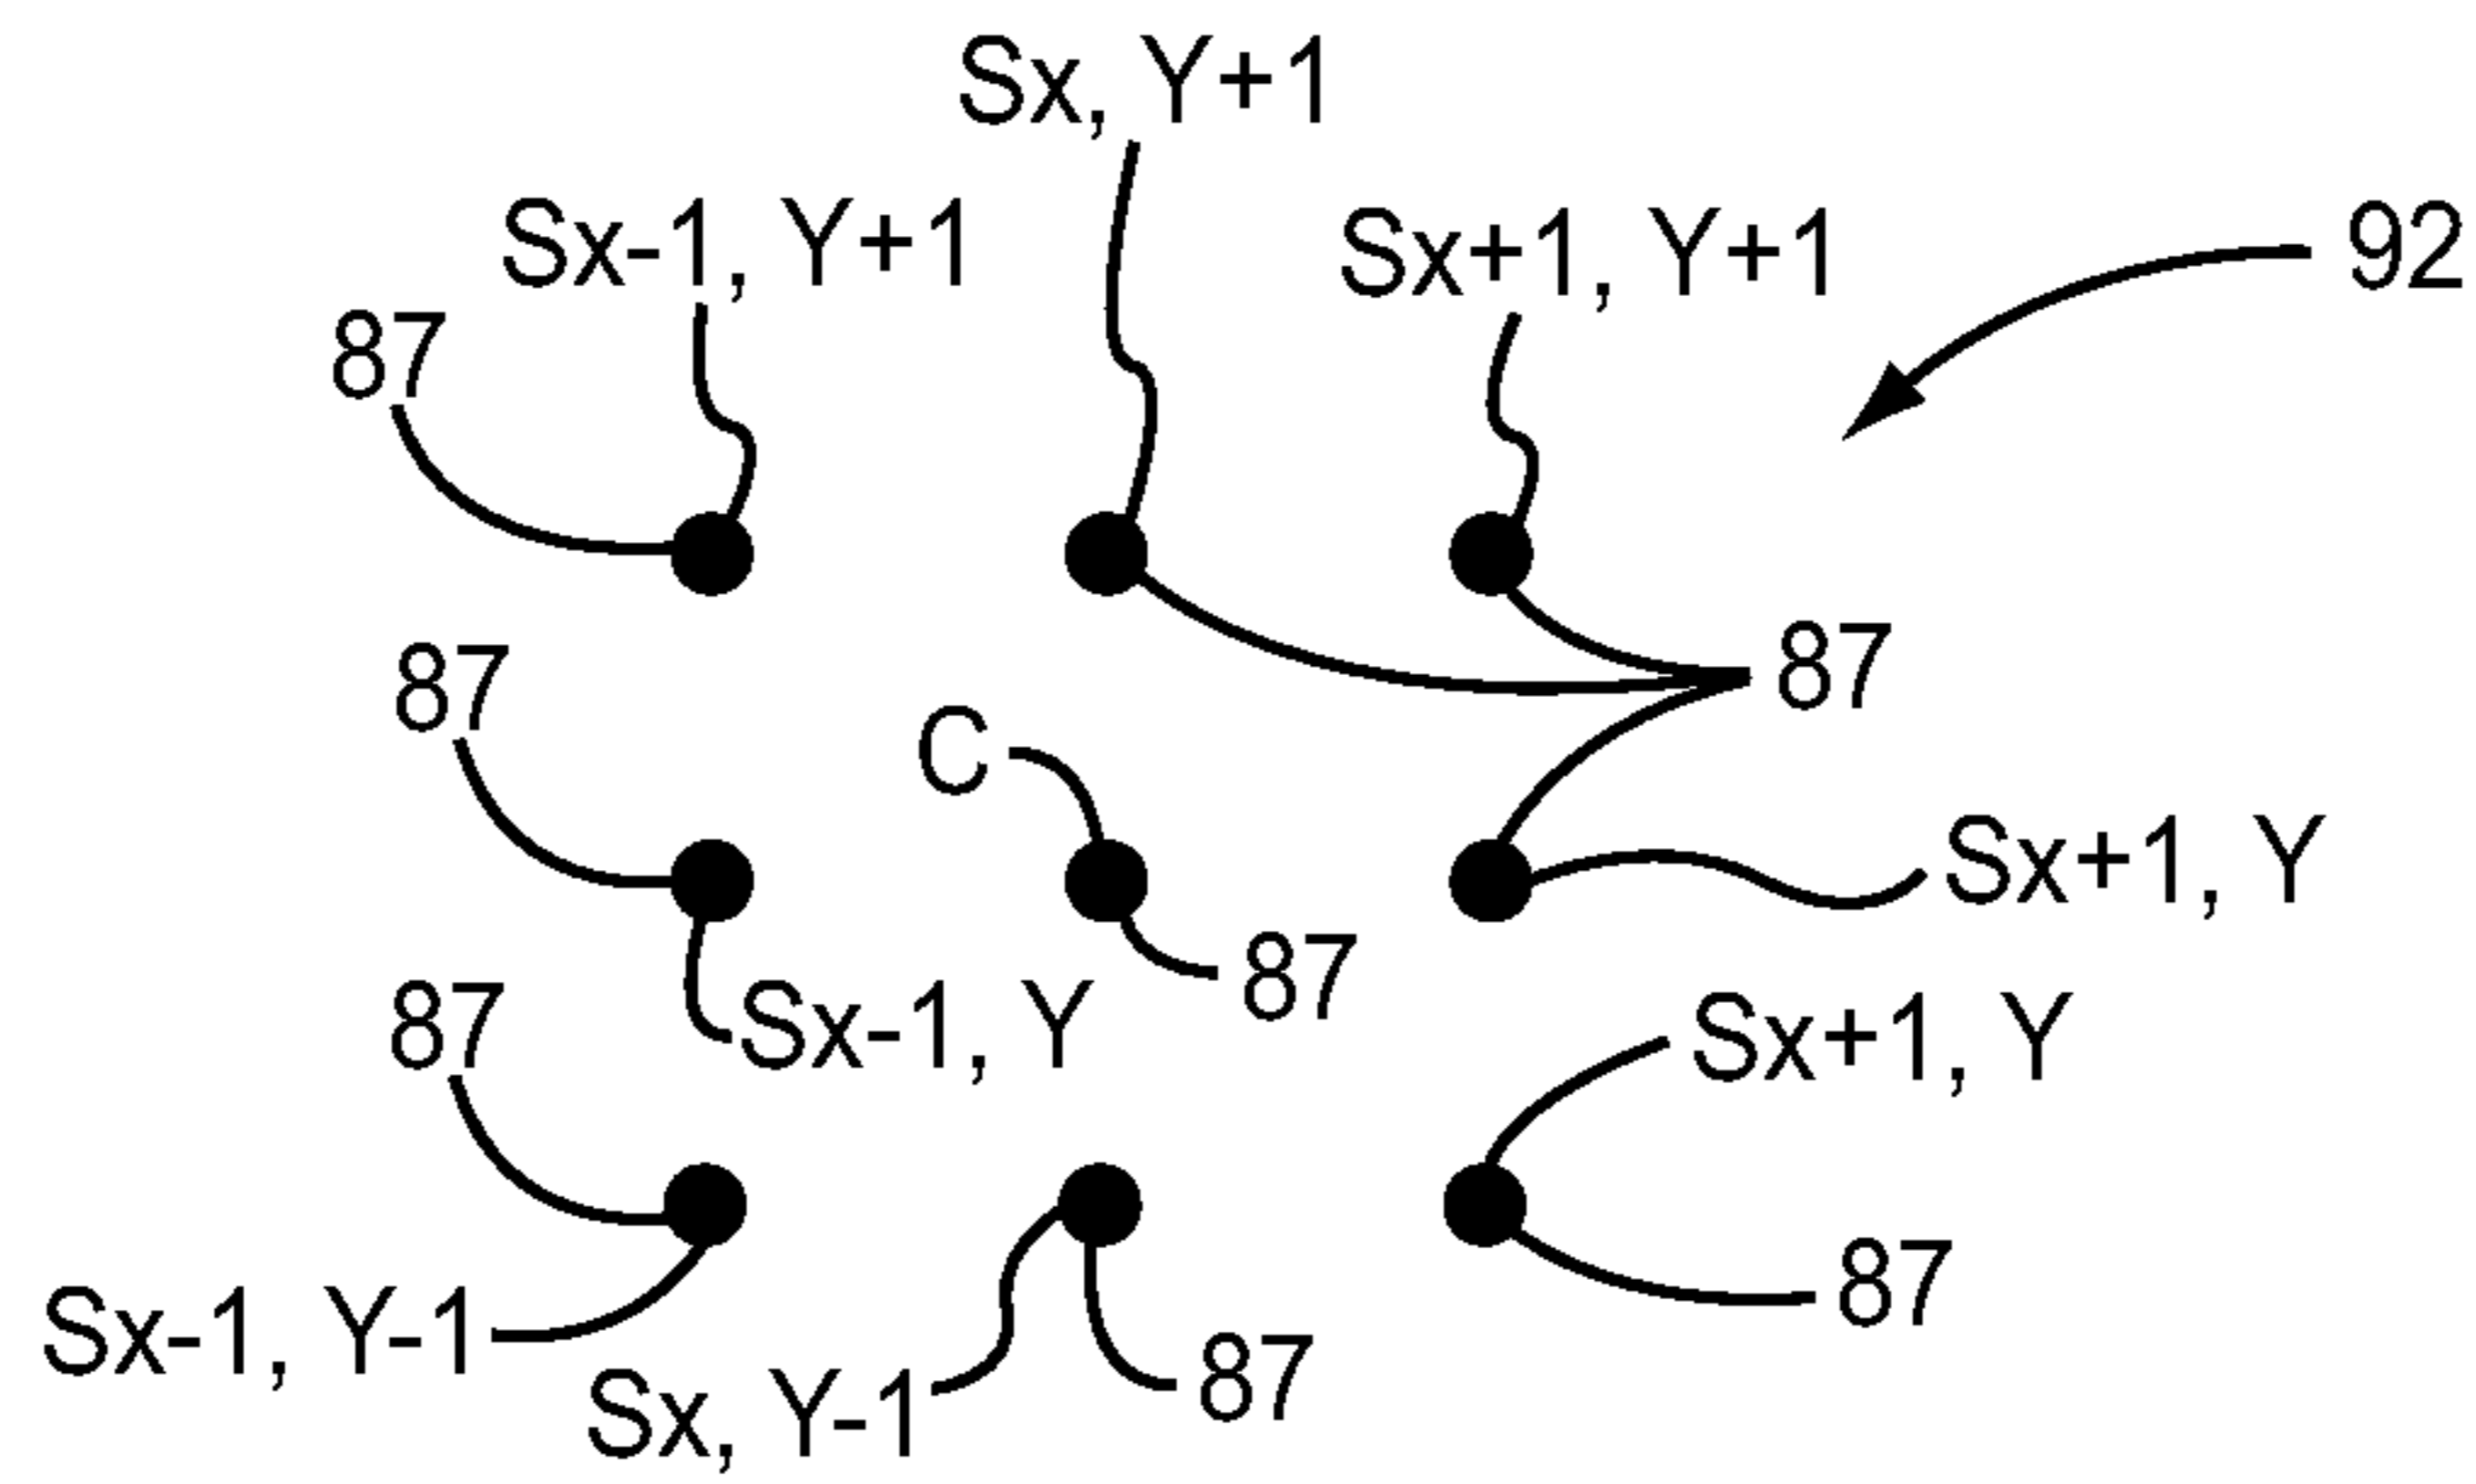 Sx, Y+1
Sx-1, Y+1
Sx+1, Y+1
92
87
87
87
C
Sx+1, Y
87
87
Sx-1, Y
Sx+1, Y
87
Sx-1, Y-1
Sx, Y-1
87